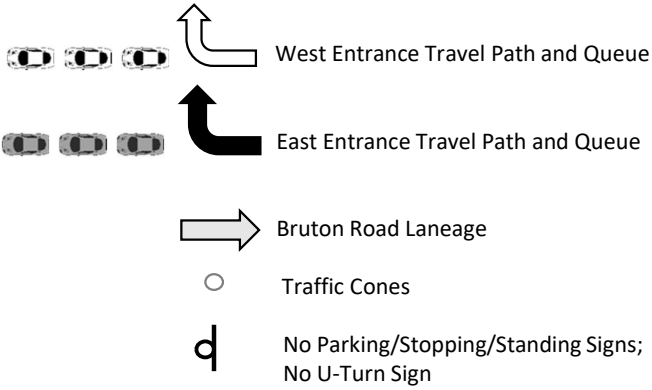 West Entrance Travel Path and Queue
East Entrance Travel Path and Queue
Bruton Road Laneage
Traffic Cones
No Parking/Stopping/Standing Signs;
No U-Turn Sign